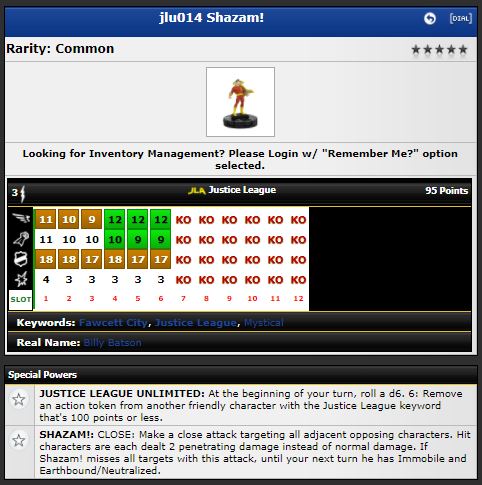 jlu014 Shazam!
[DIAL]
Rarity: Common
Looking for Inventory Management? Please Login w/ "Remember Me?" option
selected.
3 JLA Justice League 95 Points
11 10 9 12 12 12 KO KO KO KO KO KO
11 10 10 10 9 9 KO KO KO KO KO KO
18 18 17 18 17 17 KO KO KO KO KO KO
4 3 3 3 3 3 KO KO KO KO KO KO
SLOT 1 2 3 4 5 6 7 8 9 10 11 12
Keywords: Fawcett City, Justice League, Mystical
Real Name: Billy Batson
Special Powers
JUSTICE LEAGUE UNLIMITED: At the beginning of your turn, roll a d6. 6: Remove
an action token from another friendly character with the Justice League keyword
that's 100 points or less.
SHAZAM!: CLOSE: Make a close attack targeting all adjacent opposing characters. Hit
characters are each dealt 2 penetrating damage instead of normal damage. If
Shazam! misses all targets with this attack, until your next turn he has Immobile and
Earthbound/Neutralized.